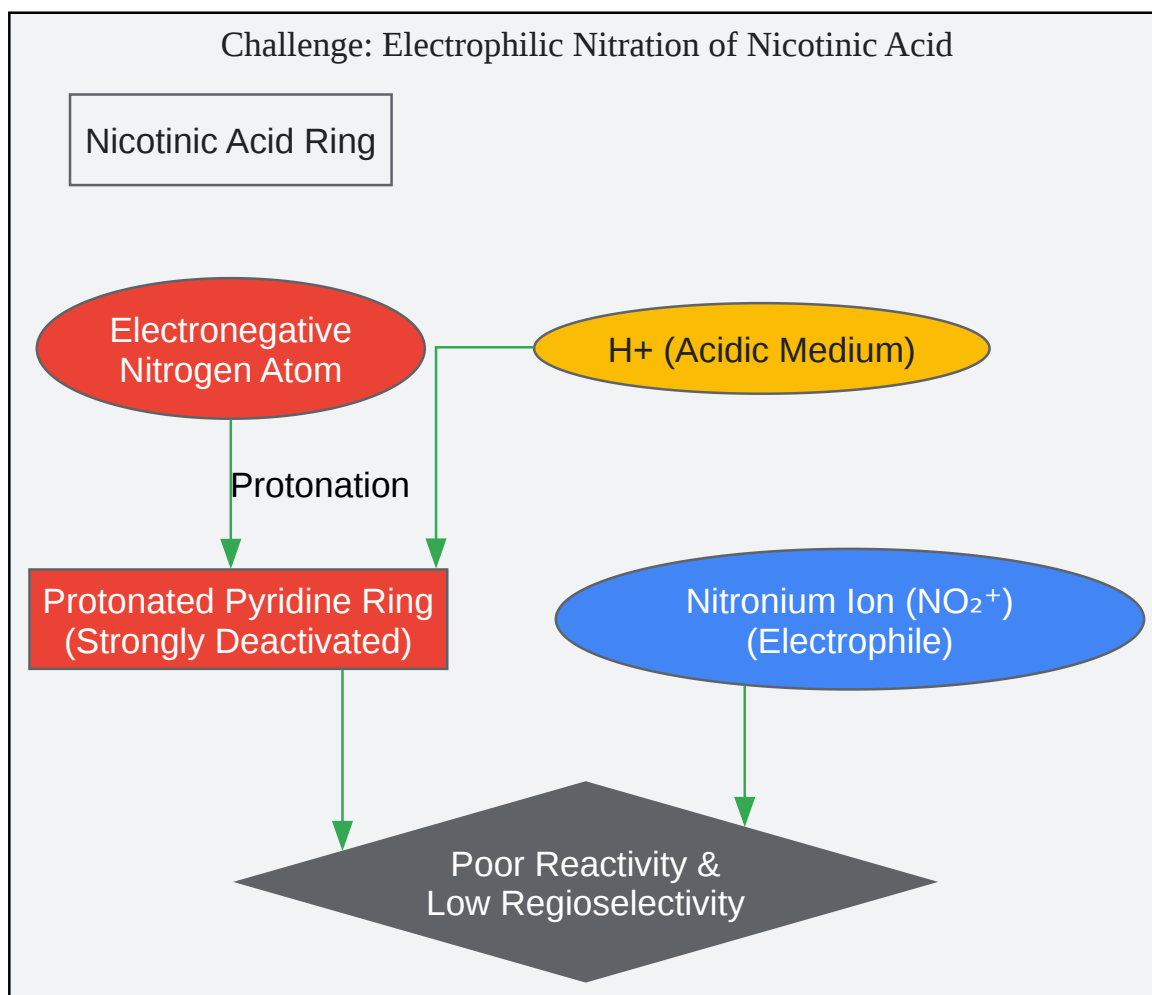 Challenge: Electrophilic Nitration of Nicotinic Acid
Nicotinic Acid Ring
Electronegative
Nitrogen Atom
H+ (Acidic Medium)
Protonation
Protonated Pyridine Ring
(Strongly Deactivated)
Nitronium Ion (NO₂⁺)
(Electrophile)
Poor Reactivity &
Low Regioselectivity